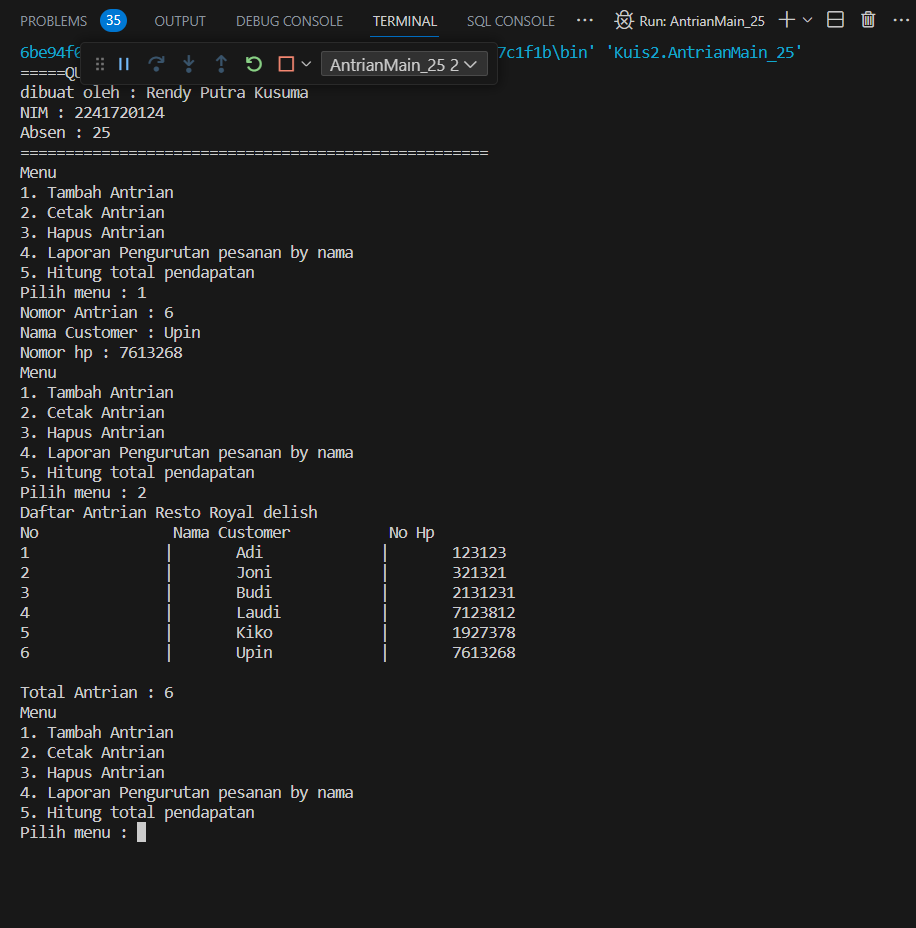 PROBLEMS 35 OUTPUT DEBUG CONSOLE TERMINAL SQL CONSOLE ··· Run: AntrianMain_25 ···
6be94f 7c1f1b\bin' 'Kuis2.AntrianMain_25'
AntrianMain_25 2
=====QU
dibuat oleh : Rendy Putra Kusuma
NIM : 2241720124
Absen : 25
====================================================
Menu
1. Tambah Antrian
2. Cetak Antrian
3. Hapus Antrian
4. Laporan Pengurutan pesanan by nama
5. Hitung total pendapatan
Pilih menu : 1
Nomor Antrian : 6
Nama Customer : Upin
Nomor hp : 7613268
Menu
1. Tambah Antrian
2. Cetak Antrian
3. Hapus Antrian
4. Laporan Pengurutan pesanan by nama
5. Hitung total pendapatan
Pilih menu : 2
Daftar Antrian Resto Royal delish
No Nama Customer No Hp
1 | Adi | 123123
2 | Joni | 321321
3 | Budi | 2131231
4 | Laudi | 7123812
5 | Kiko | 1927378
6 | Upin | 7613268
Total Antrian : 6
Menu
1. Tambah Antrian
2. Cetak Antrian
3. Hapus Antrian
4. Laporan Pengurutan pesanan by nama
5. Hitung total pendapatan
Pilih menu :